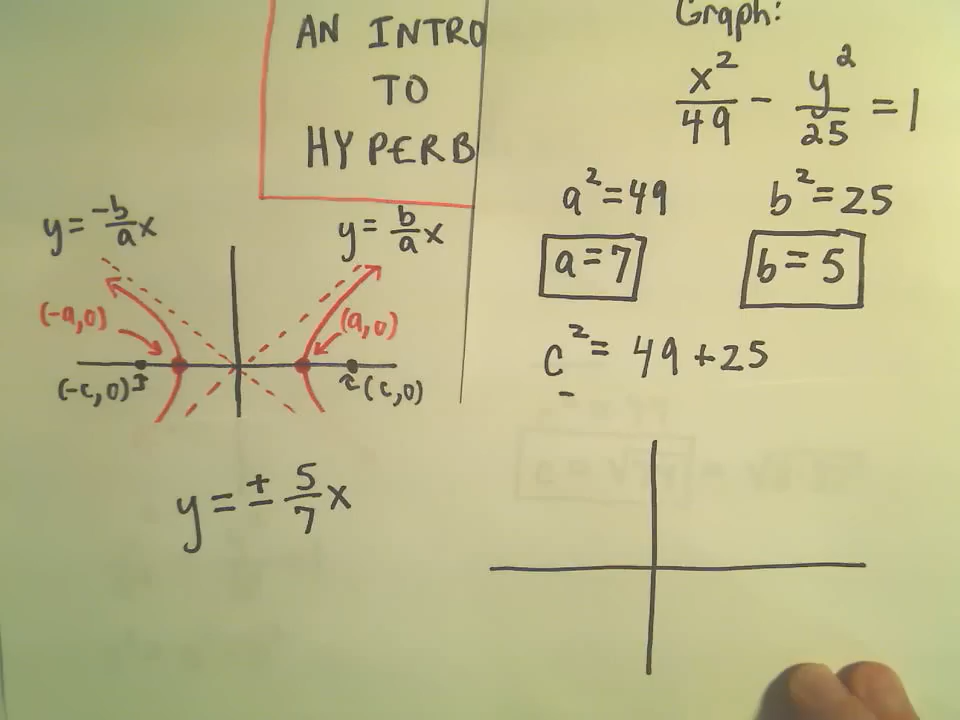 AN INTRO
TO
HYPERB
Graph:
x²/49 - y²/25 = 1
a²=49
b²=25
a=7
b=5
c²= 49+25
y=-b/a x
y=b/a x
(-a,0)
(a,0)
(-c,0)
(c,0)
y=± 5/7 x